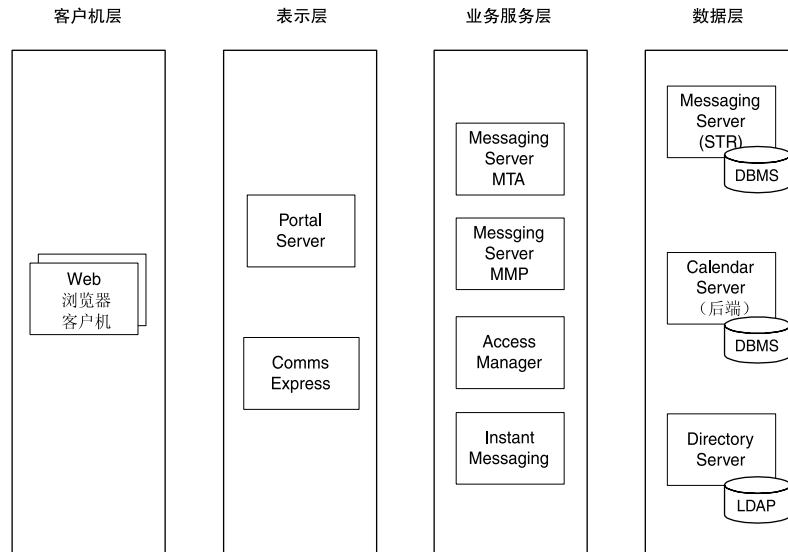 客户机层
表示层
业务服务层
数据层
Web
浏览器
客户机
Portal
Server
Comms
Express
Messaging
Server
MTA
Messging
Server
MMP
Access
Manager
Instant
Messaging
Messaging
Server
(STR)
DBMS
Calendar
Server
（后端）
DBMS
Directory
Server
LDAP